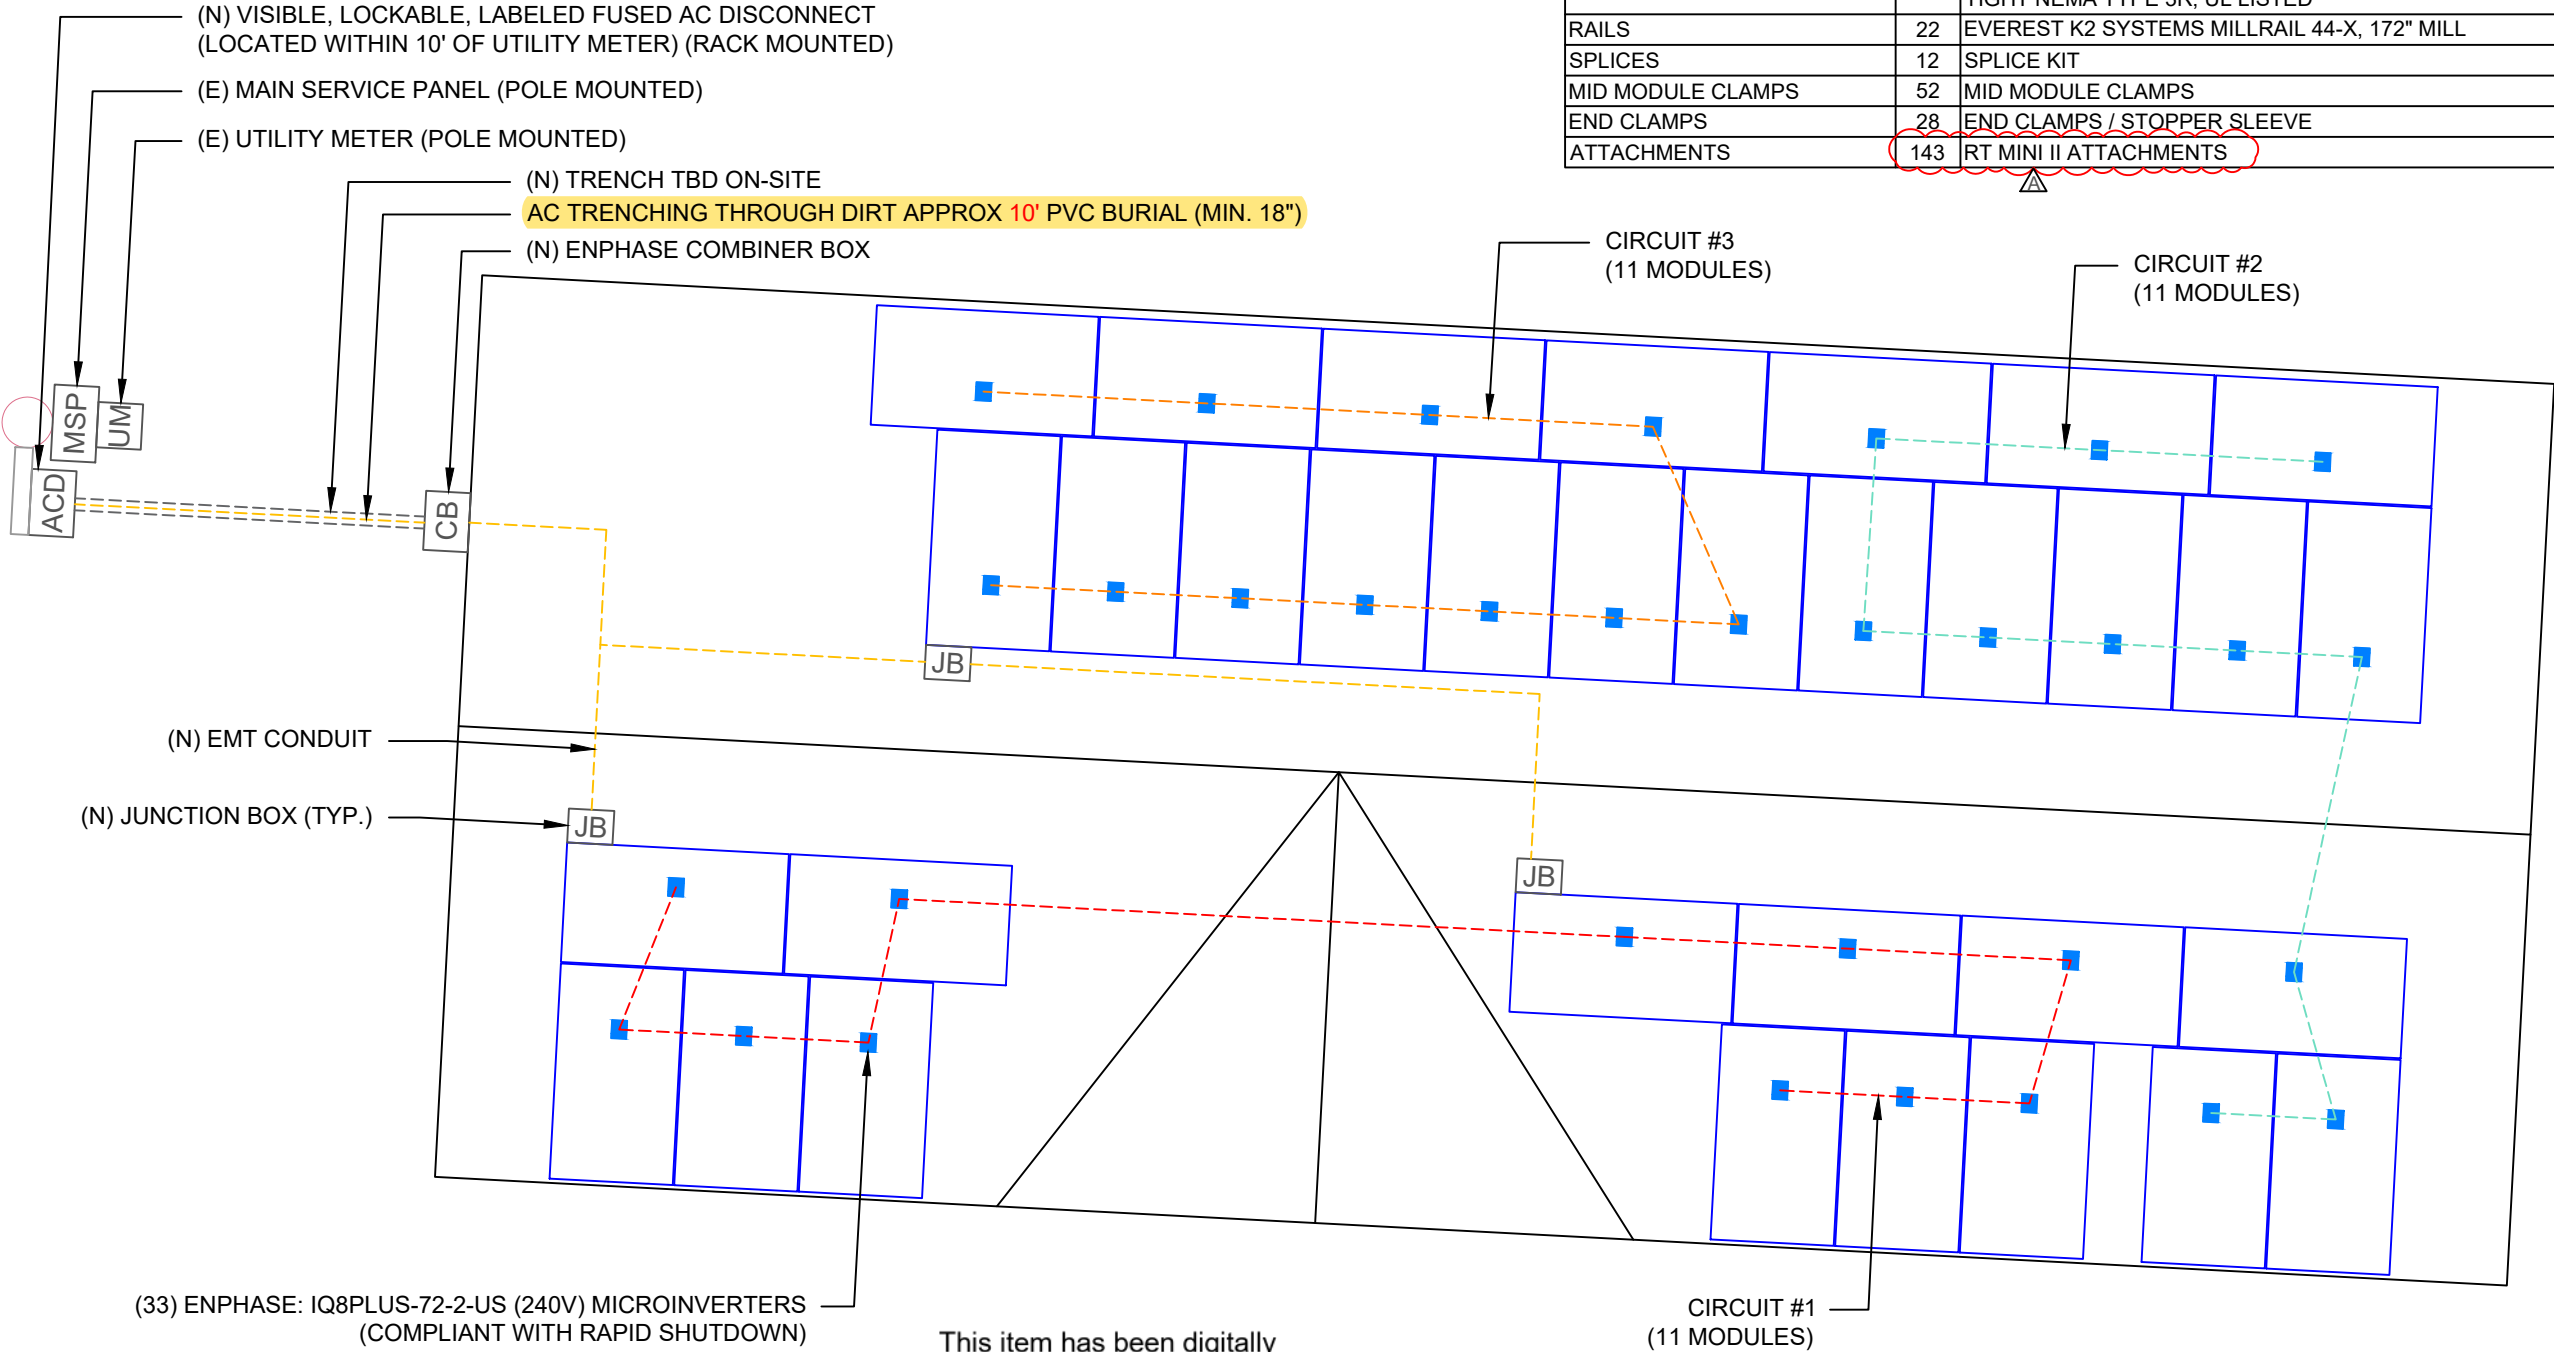 (N) VISIBLE, LOCKABLE, LABELED FUSED AC DISCONNECT
(LOCATED WITHIN 10' OF UTILITY METER) (RACK MOUNTED)
(E) MAIN SERVICE PANEL (POLE MOUNTED)
(E) UTILITY METER (POLE MOUNTED)
(N) TRENCH TBD ON-SITE
AC TRENCHING THROUGH DIRT APPROX 10' PVC BURIAL (MIN. 18")
(N) ENPHASE COMBINER BOX
TIGHT NEMA TYPE 3R, UL LISTED
RAILS 22 EVEREST K2 SYSTEMS MILLRAIL 44-X, 172" MILL
SPLICES 12 SPLICE KIT
MID MODULE CLAMPS 52 MID MODULE CLAMPS
END CLAMPS 28 END CLAMPS / STOPPER SLEEVE
ATTACHMENTS 143 RT MINI II ATTACHMENTS
A
CIRCUIT #3
(11 MODULES)
CIRCUIT #2
(11 MODULES)
MSP
UM
ACD
CB
JB
(N) EMT CONDUIT
(N) JUNCTION BOX (TYP.)
JB
JB
(33) ENPHASE: IQ8PLUS-72-2-US (240V) MICROINVERTERS
(COMPLIANT WITH RAPID SHUTDOWN)
CIRCUIT #1
(11 MODULES)
This item has been digitally